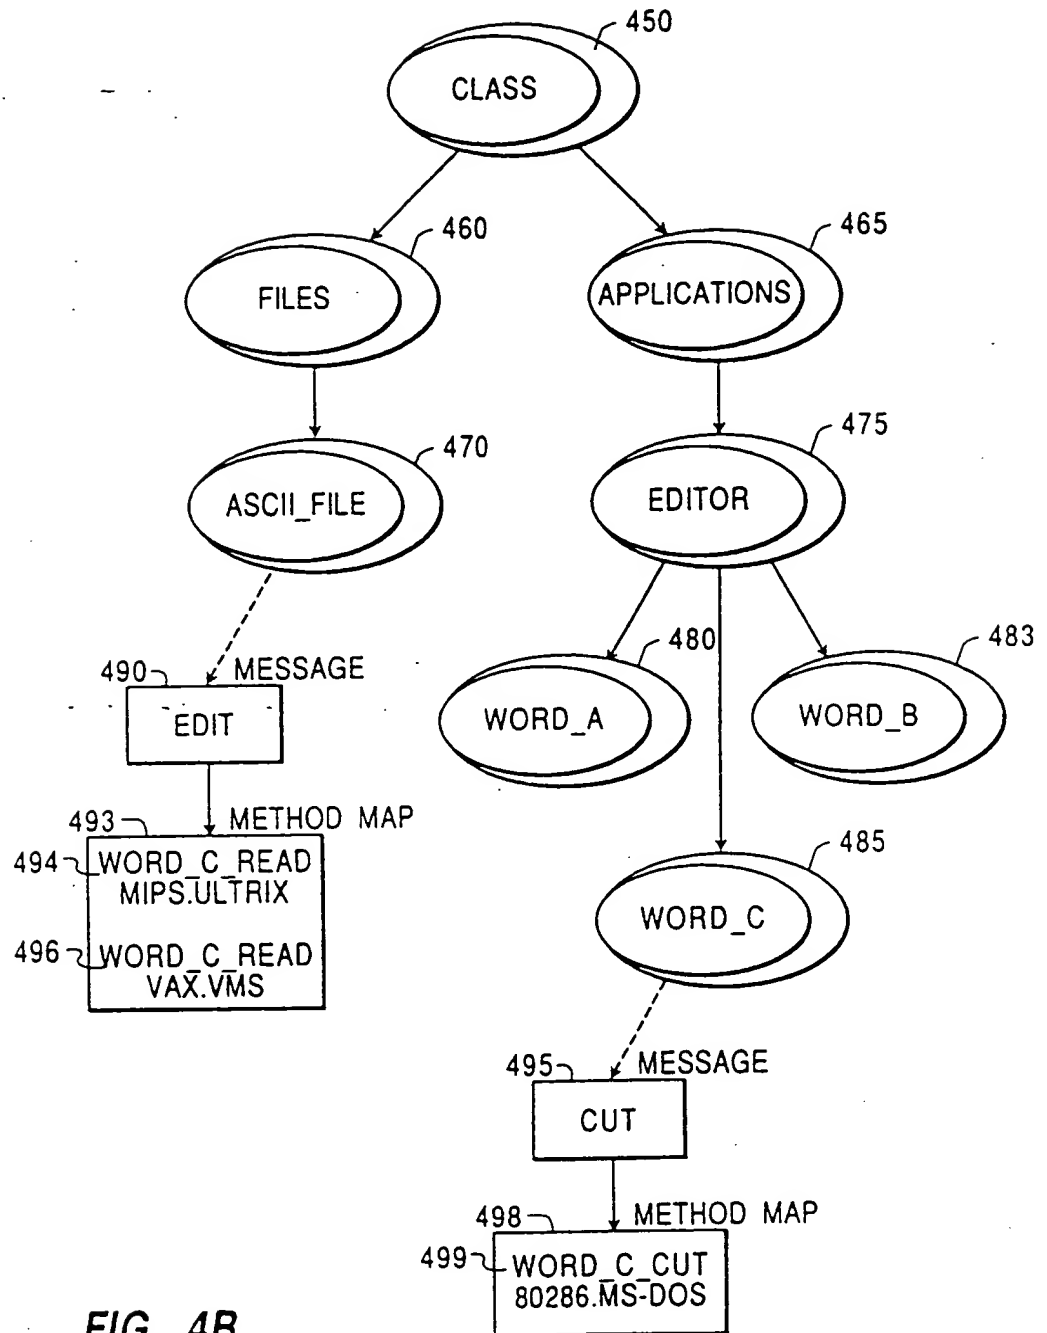 450
CLASS
460
465
FILES
APPLICATIONS
470
475
ASCII_FILE
EDITOR
480
483
490
MESSAGE
EDIT
WORD_A
WORD_B
493
METHOD MAP
494
WORD_C_READ
MIPS.ULTRIX
496
WORD_C_READ
VAX.VMS
485
WORD_C
495
MESSAGE
CUT
498
METHOD MAP
499
WORD_C_CUT
80286.MS-DOS
FIG. 4B